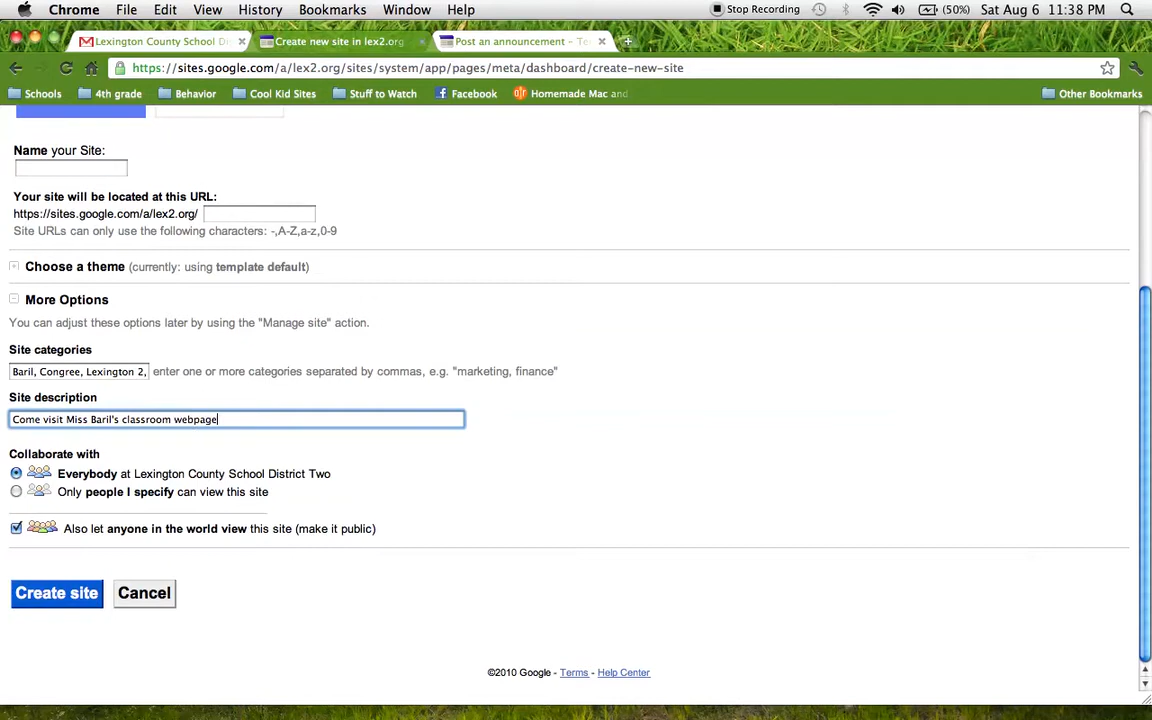 Chrome File Edit View History Bookmarks Window Help Stop Recording (50%) Sat Aug 6 11:38 PM
Lexington County School Di Create new site in lex2.org Post an announcement - Te
https://sites.google.com/a/lex2.org/sites/system/app/pages/meta/dashboard/create-new-site
Schools 4th grade Behavior Cool Kid Sites Stuff to Watch Facebook Homemade Mac and Other Bookmarks
Name your Site:
Your site will be located at this URL:
https://sites.google.com/a/lex2.org/
Site URLs can only use the following characters: -,A-Z,a-z,0-9
Choose a theme (currently: using template default)
More Options
You can adjust these options later by using the "Manage site" action.
Site categories
Baril, Congree, Lexington 2, enter one or more categories separated by commas, e.g. "marketing, finance"
Site description
Come visit Miss Baril's classroom webpage
Collaborate with
Everybody at Lexington County School District Two
Only people I specify can view this site
Also let anyone in the world view this site (make it public)
Create site Cancel
©2010 Google - Terms - Help Center